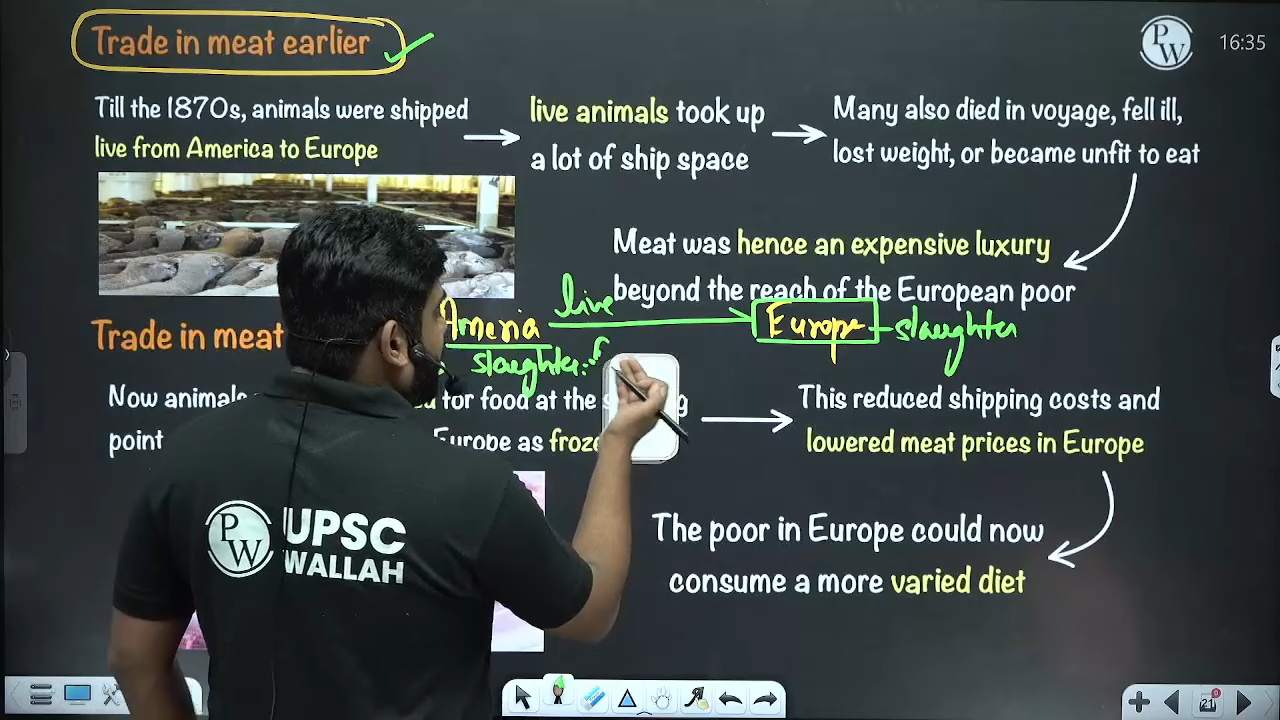 Trade in meat earlier
PW
16:35
Till the 1870s, animals were shipped
live from America to Europe
live animals took up
a lot of ship space
Many also died in voyage, fell ill,
lost weight, or became unfit to eat
Meat was hence an expensive luxury
beyond the reach of the European poor
Ameria live Europe slaughter
slaughter
Trade in meat
Now animals for food at the
point Europe as
This reduced shipping costs and
lowered meat prices in Europe
The poor in Europe could now
consume a more varied diet
PW UPSC
WALLAH
21